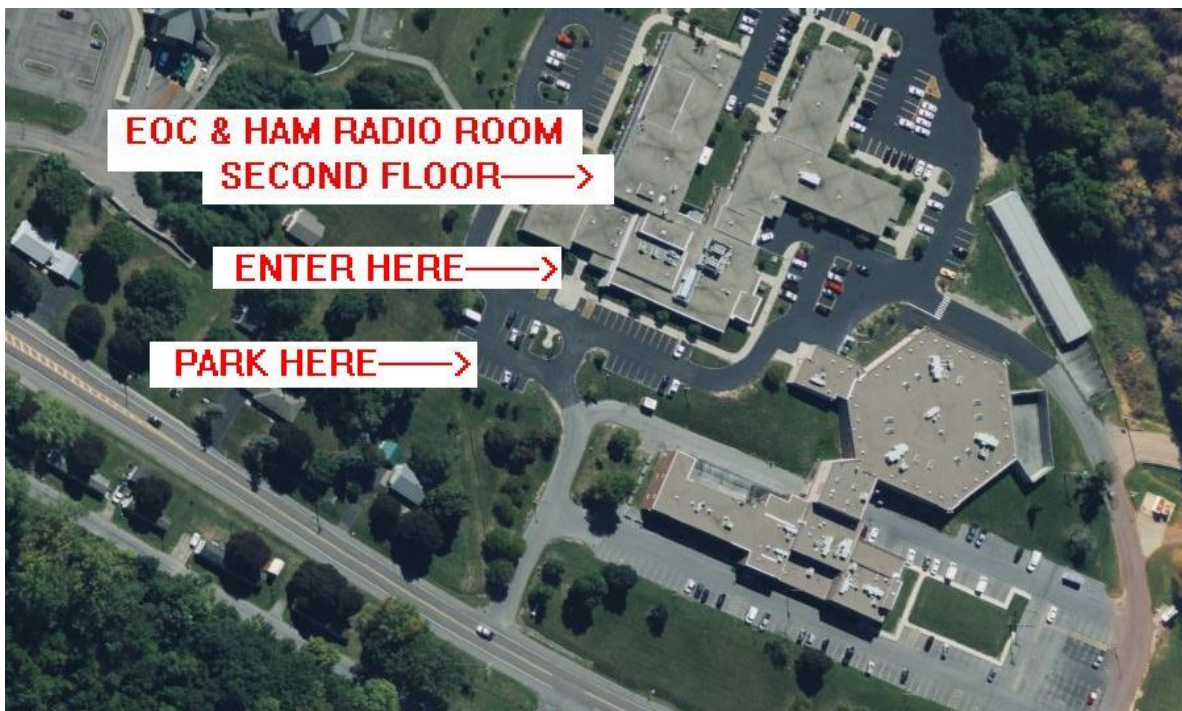 EOC & HAM RADIO ROOM
SECOND FLOOR
ENTER HERE
PARK HERE